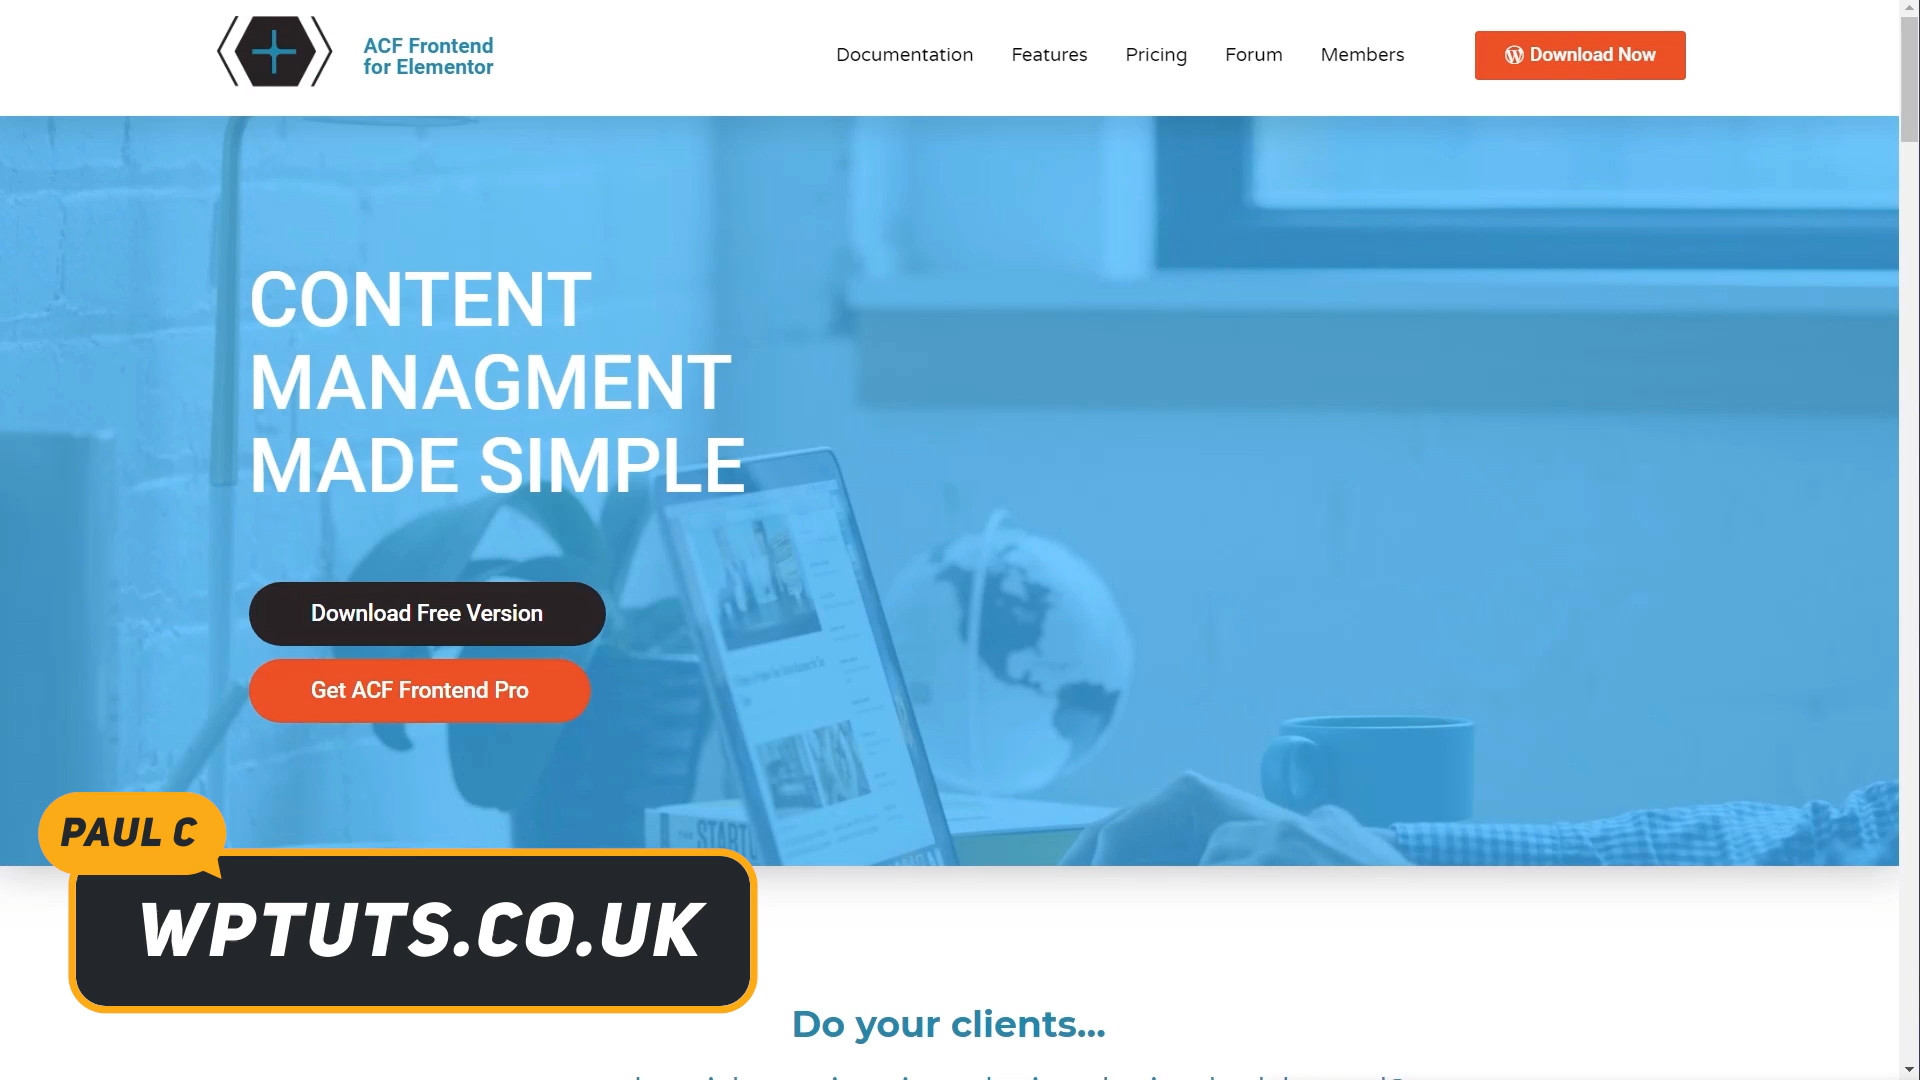 ACF Frontend
for Elementor
Documentation
Features
Pricing
Forum
Members
Download Now
CONTENT
MANAGMENT
MADE SIMPLE
Download Free Version
Get ACF Frontend Pro
PAUL C
WPTUTS.CO.UK
Do your clients...